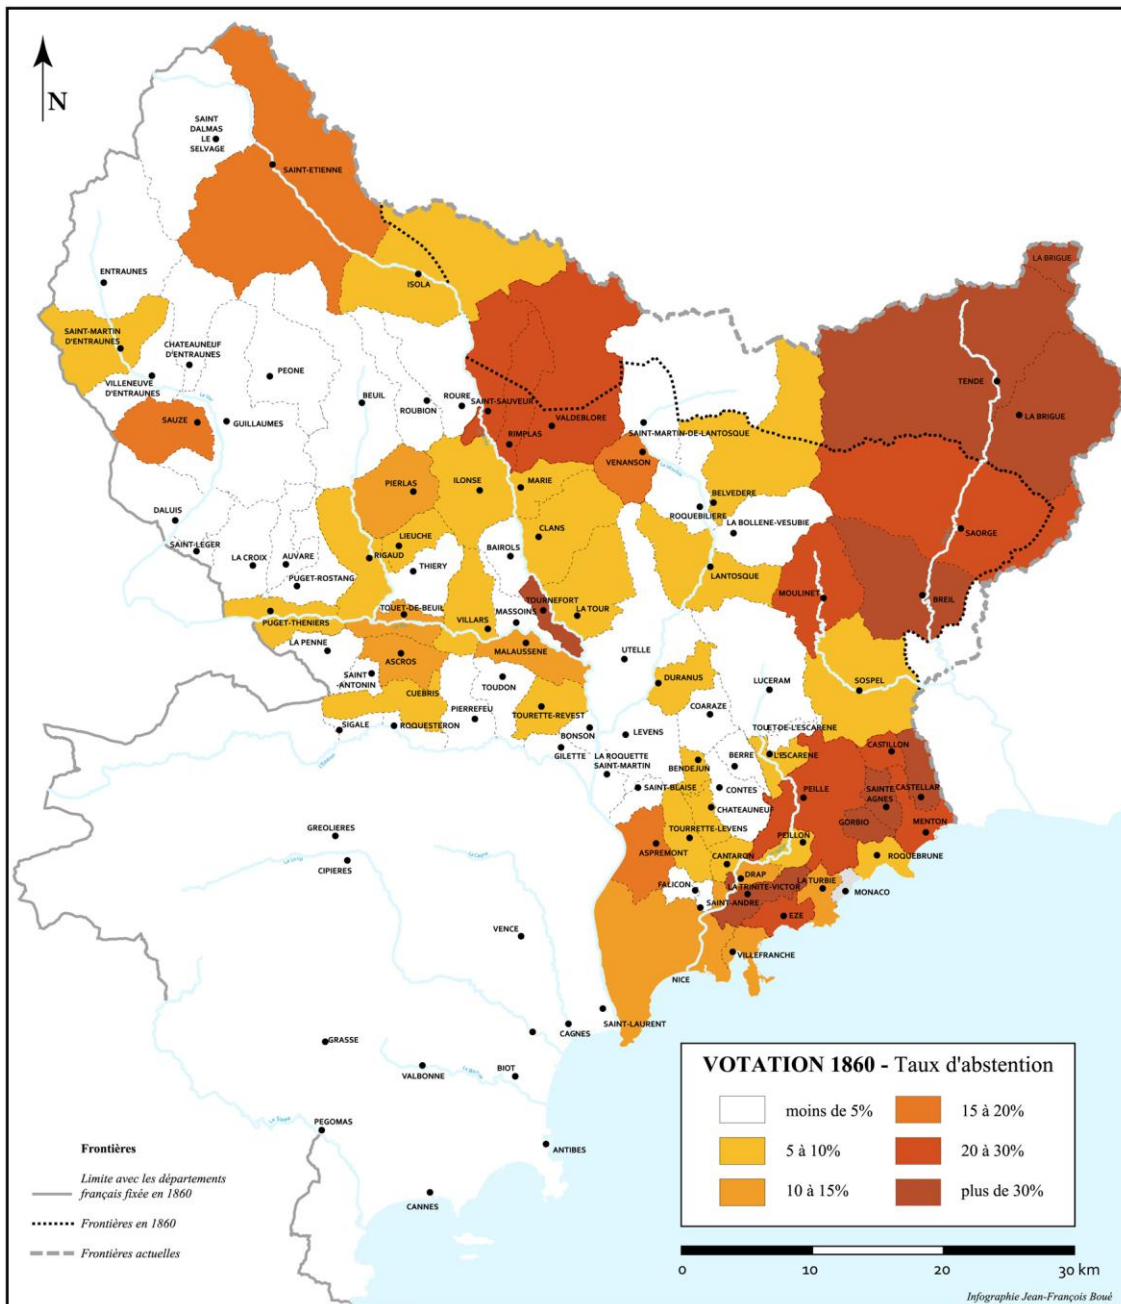 N
SAINT
DALMAS
LE
SELVAGE
SAINT-ETIENNE
LA BRIGUE
ENTRAUNES
ISOLA
SAINT-MARTIN
D'ENTRAUNES
CHATEAUNEUF
D'ENTRAUNES
PEONE
VILLENEUVE
D'ENTRAUNES
Le Var
BEUIL
ROUBION
ROURE
SAINT-SAUVEUR
TENDE
LA BRIGUE
SAUZE
GUILLAUMES
RIMPLAS
VALDEBLORE
SAINT-MARTIN-DE-LANTOSQUE
VENANSON
La Vésubie
PIERLAS
ILONSE
MARIE
BELVEDERE
ROQUEBILIERE
LA BOLLENE-VESUBIE
DALUIS
SAINT-LEGER
LA CROIX
AUVARE
PUGET-ROSTANG
LIEUCHE
RIGAUD
THIERY
BAIROLS
CLANS
SAORGE
LANTOSQUE
MOULINET
BREIL
PUGET-THENIERS
TOUET-DE-BEUIL
VILLARS
MASSOINS
TOURNEFORT
LA TOUR
LA PENNE
ASCROS
MALAUSSENE
UTELLE
SAINT
-ANTONIN
CUEBRIS
TOUDON
DURANUS
LUCERAM
SOSPEL
SIGALE
ROQUESTERON
PIERREFEU
TOURETTE-REVEST
BONSON
COARAZE
TOUET-DE-L'ESCARENE
GILETTE
LEVENS
L'ESCARENE
CASTILLON
LA ROQUETTE
SAINT-MARTIN
BENDEJUN
BERRE
SAINT-BLAISE
CONTES
PEILLE
SAINTE
AGNES
CASTELLAR
CHATEAUNEUF
GORBIO
MENTON
GREOLIERES
TOURRETTE-LEVENS
PEILLON
ROQUEBRUNE
CIPIERES
ASPREMONT
CANTARON
DRAP
LA TURBIE
MONACO
FALICON
LA TRINITE-VICTOR
SAINT-ANDRE
EZE
VENCE
VILLEFRANCHE
NICE
SAINT-LAURENT
CAGNES
GRASSE
VALBONNE
BIOT
PEGOMAS
ANTIBES
CANNES
Frontières
Limite avec les départements
français fixée en 1860
Frontières en 1860
Frontières actuelles
VOTATION 1860 - Taux d'abstention
moins de 5%
15 à 20%
5 à 10%
20 à 30%
10 à 15%
plus de 30%
0 10 20 30 km
Infographie Jean-François Boué